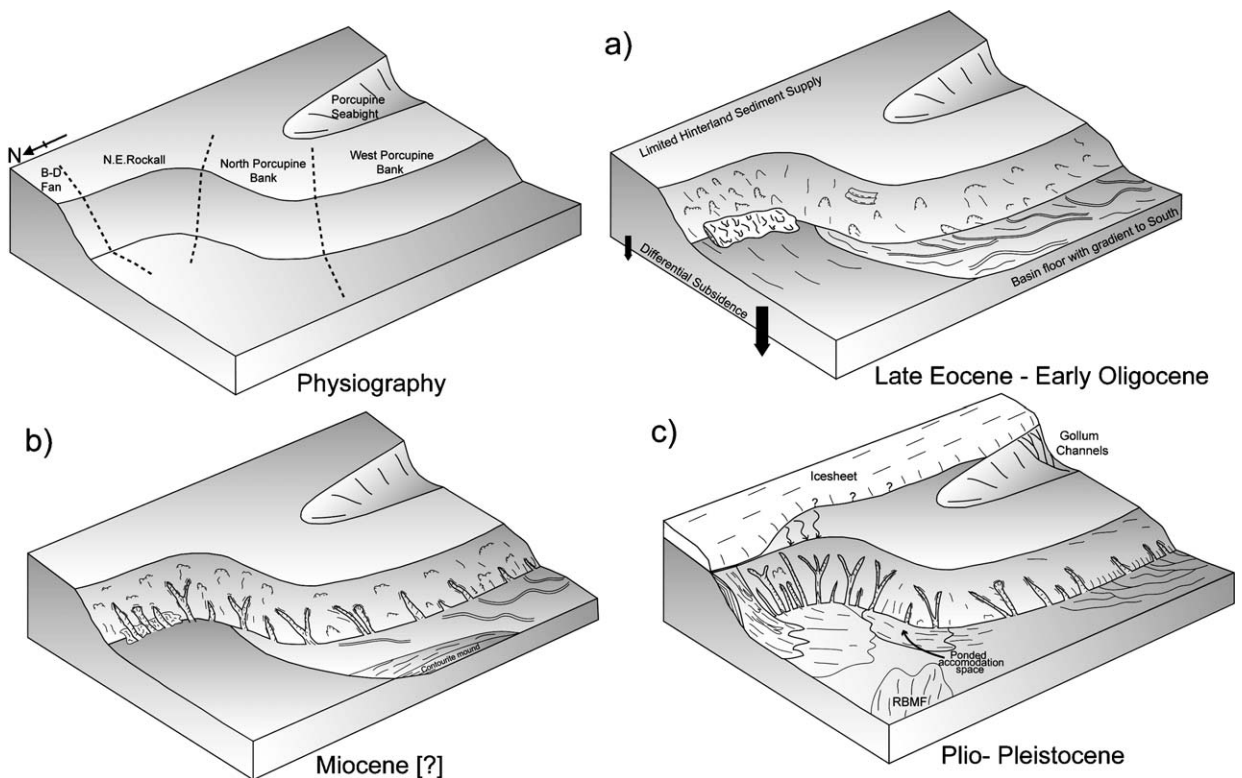 N
B-D
Fan
N.E.Rockall
North Porcupine
Bank
West Porcupine
Bank
Porcupine
Seabight
Physiography
a)
Limited Hinterland Sediment Supply
Differential Subsidence
Basin floor with gradient to South
Late Eocene - Early Oligocene
b)
Contourite mound
Miocene [?]
c)
Icesheet
? ? ? ?
Gollum
Channels
Ponded
accomodation
space
RBMF
Plio- Pleistocene